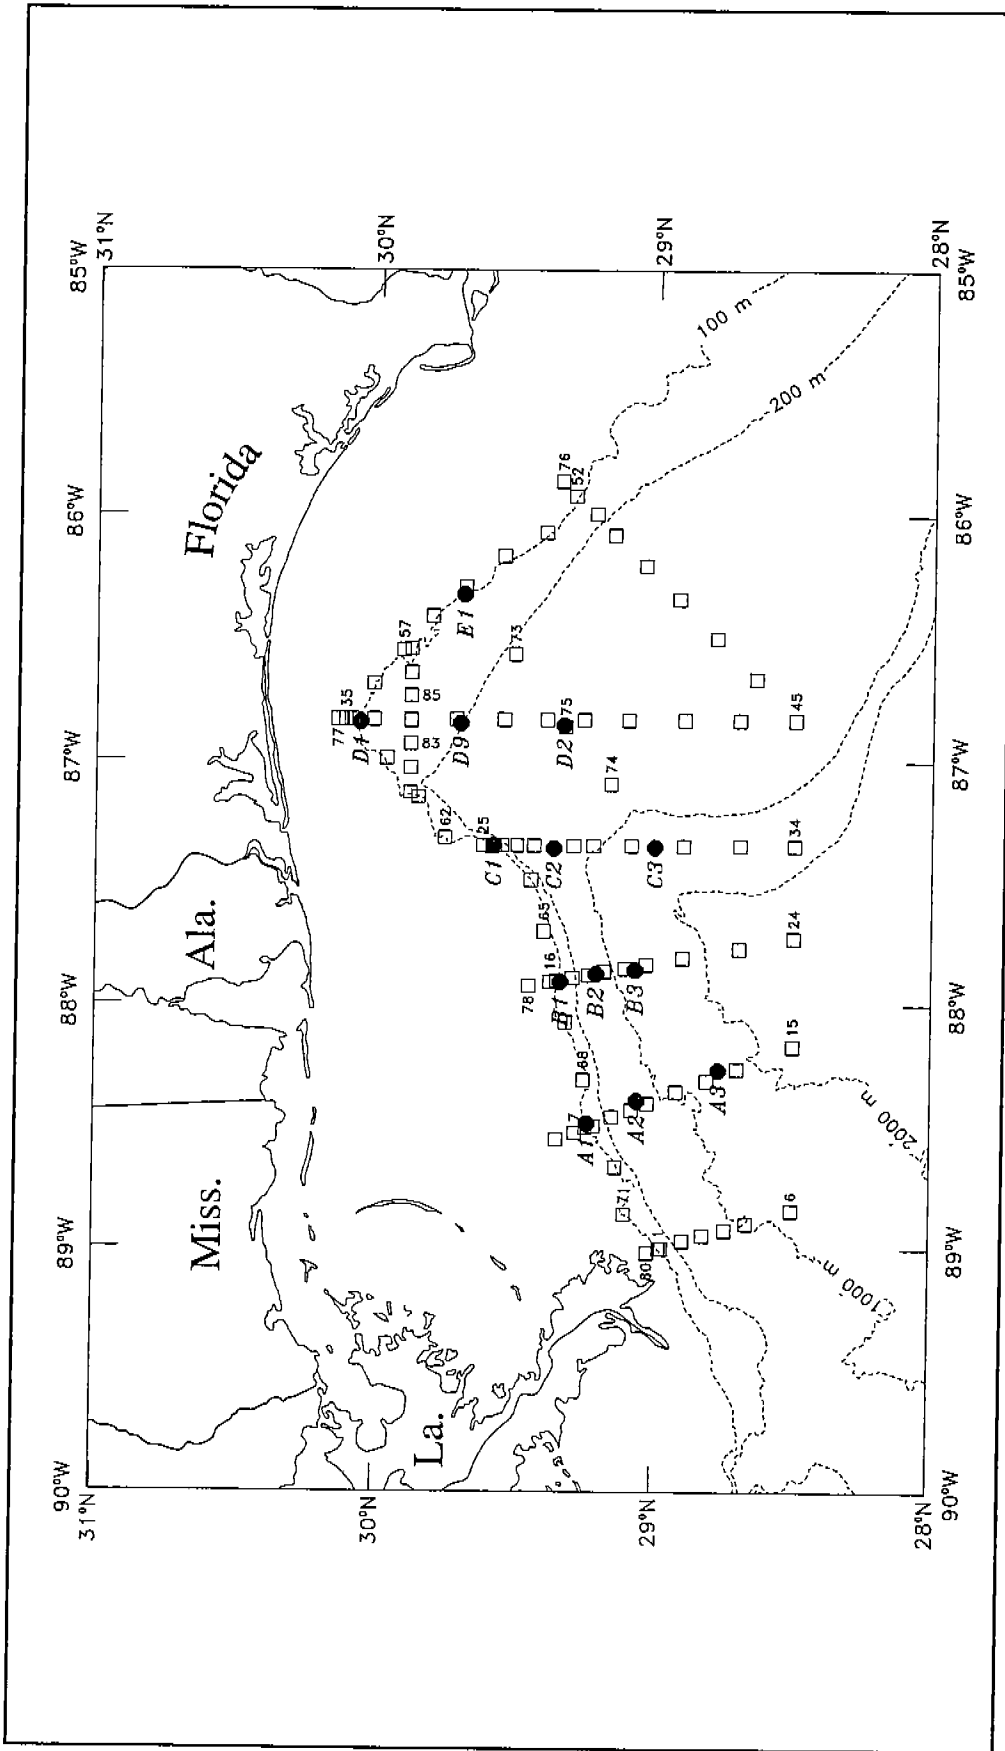 90°W
89°W
88°W
87°W
86°W
85°W
31°N
31°N
Miss.
Ala.
Florida
La.
30°N
30°N
77
35
D1
57
83
85
62
D9
E1
25
C1
73
78
16
65
C2
D2
75
76
52
71
A1
7
68
B1
B2
74
80
A2
B3
C3
29°N
29°N
100 m
A3
200 m
6
15
24
34
45
1000 m
2000 m
28°N
28°N
90°W
89°W
88°W
87°W
86°W
85°W